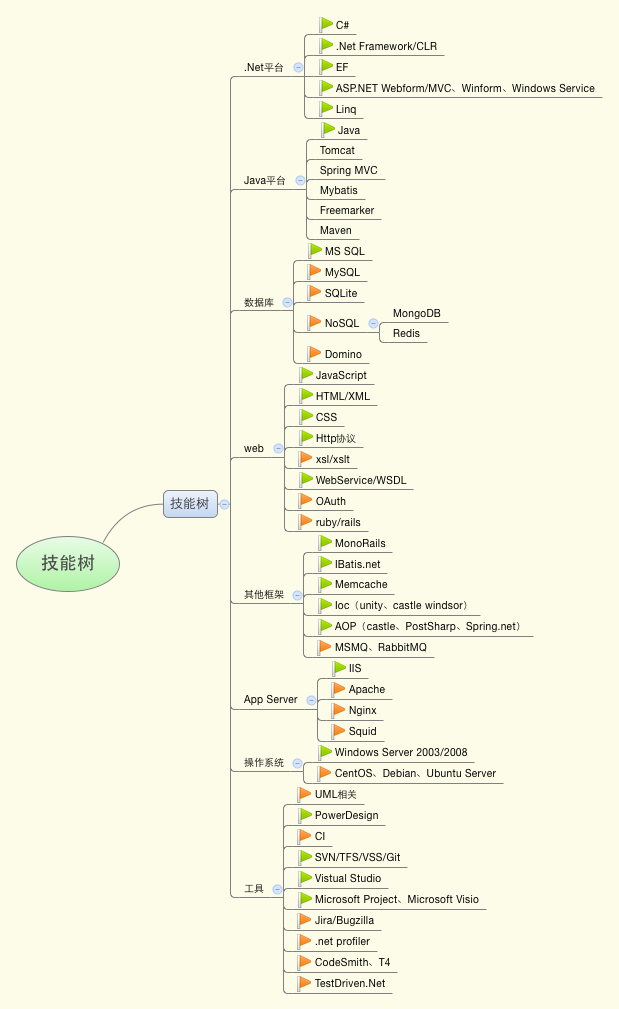 技能树
技能树
.Net平台
C#
.Net Framework/CLR
EF
ASP.NET Webform/MVC、Winform、Windows Service
Linq
Java平台
Java
Tomcat
Spring MVC
Mybatis
Freemarker
Maven
数据库
MS SQL
MySQL
SQLite
NoSQL
MongoDB
Redis
Domino
web
JavaScript
HTML/XML
CSS
Http协议
xsl/xslt
WebService/WSDL
OAuth
ruby/rails
其他框架
MonoRails
IBatis.net
Memcache
Ioc（unity、castle windsor）
AOP（castle、PostSharp、Spring.net）
MSMQ、RabbitMQ
App Server
IIS
Apache
Nginx
Squid
操作系统
Windows Server 2003/2008
CentOS、Debian、Ubuntu Server
工具
UML相关
PowerDesign
CI
SVN/TFS/VSS/Git
Vistual Studio
Microsoft Project、Microsoft Visio
Jira/Bugzilla
.net profiler
CodeSmith、T4
TestDriven.Net